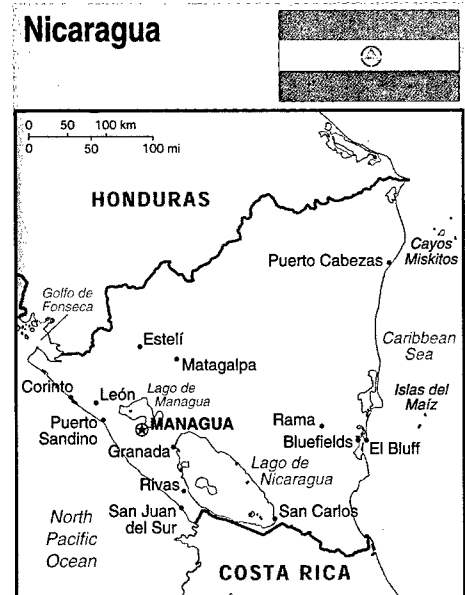 Nicaragua
0 50 100 km
0 50 100 mi
HONDURAS
Puerto Cabezas
Cayos
Miskitos
Golfo de
Fonseca
Estelí
Matagalpa
Caribbean
Sea
Corinto
León
Lago de
Managua
Islas del
Maíz
Puerto
Sandino
MANAGUA
Rama
Bluefields
El Bluff
Granada
Lago de
Nicaragua
Rivas
San Juan
del Sur
San Carlos
North
Pacific
Ocean
COSTA RICA